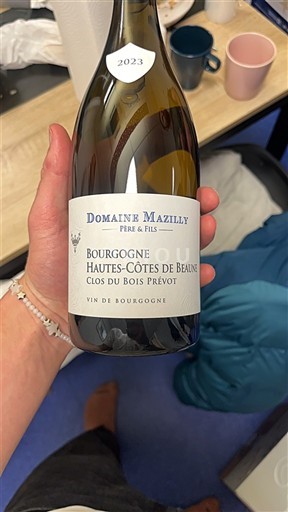 2023
DOMAINE MAZILLY
PÈRE & FILS
BOURGOGNE
HAUTES-CÔTES DE BEAUNE
CLOS DU BOIS PRÉVOT
VIN DE BOURGOGNE